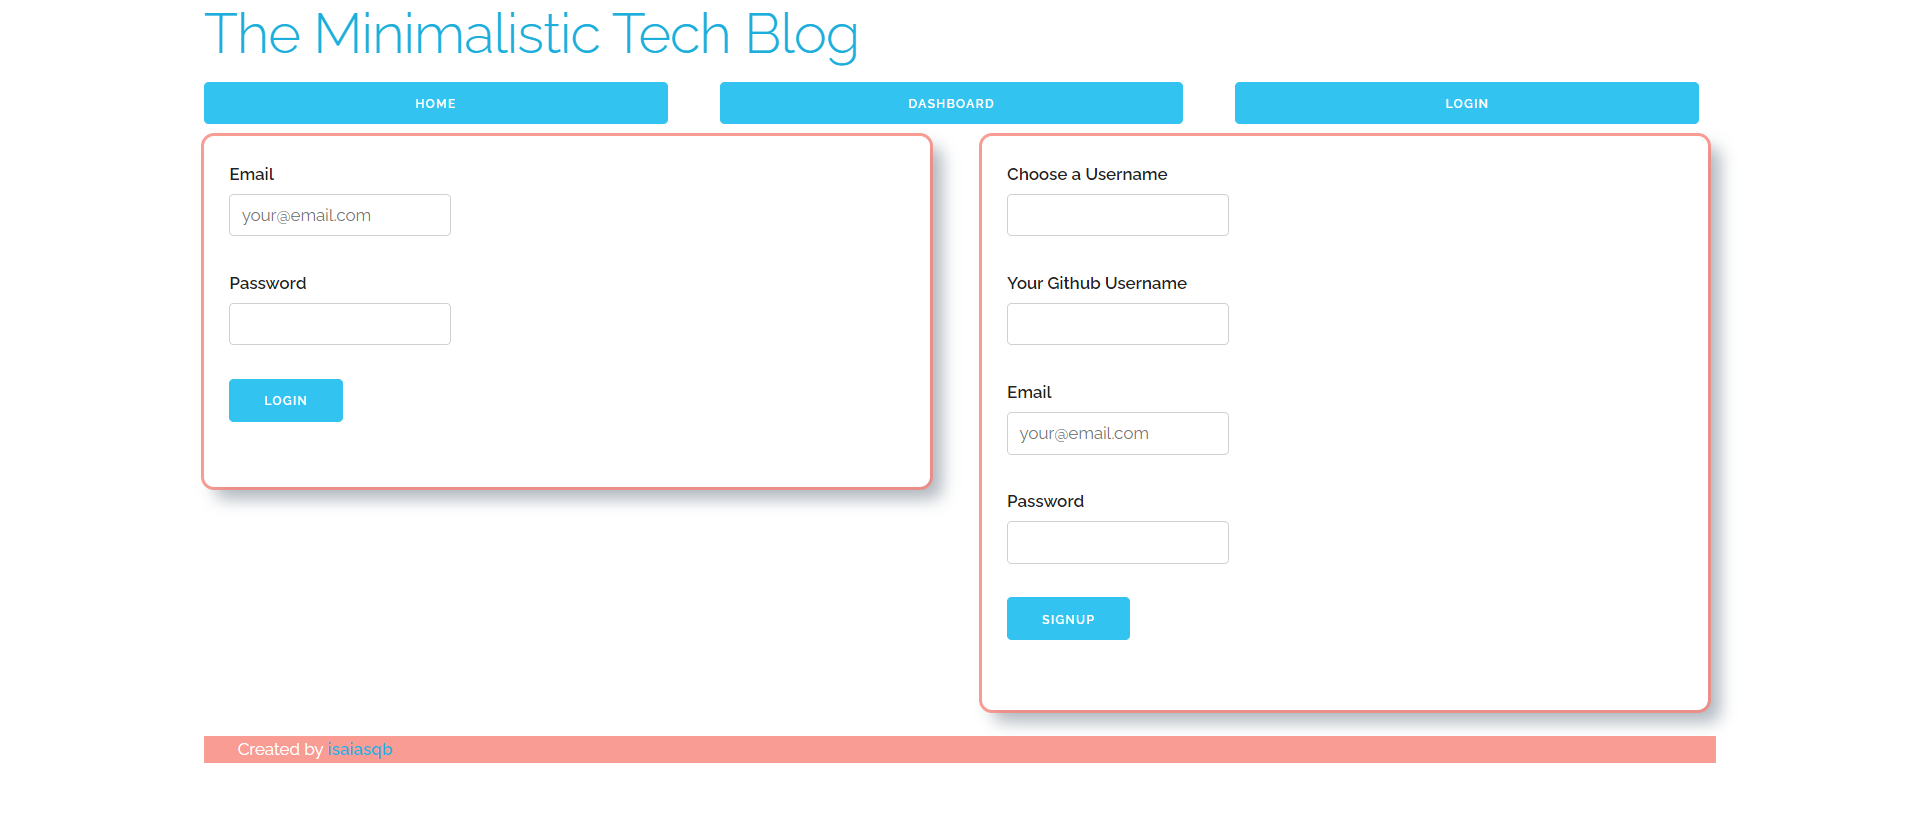 The Minimalistic Tech Blog
HOME DASHBOARD LOGIN
Email
your@email.com
Password
LOGIN
Choose a Username
Your Github Username
Email
your@email.com
Password
SIGNUP
Created by isaiasqb